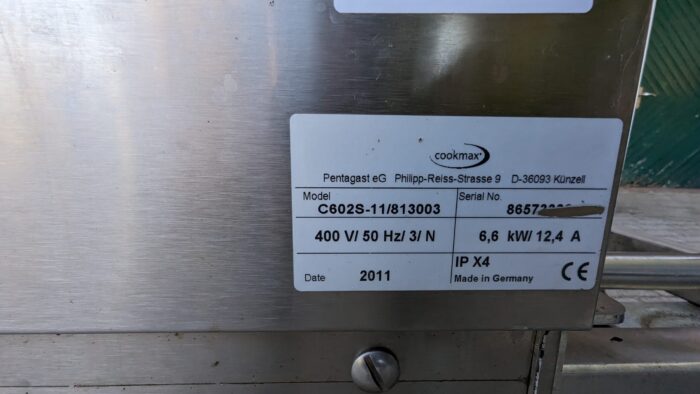 cookmax
Pentagast eG Philipp-Reiss-Strasse 9 D-36093 Künzell
Model Serial No.
C602S-11/813003 8657
400 V/ 50 Hz/ 3/ N 6,6 kW/ 12,4 A
IP X4
Date 2011 Made in Germany CE